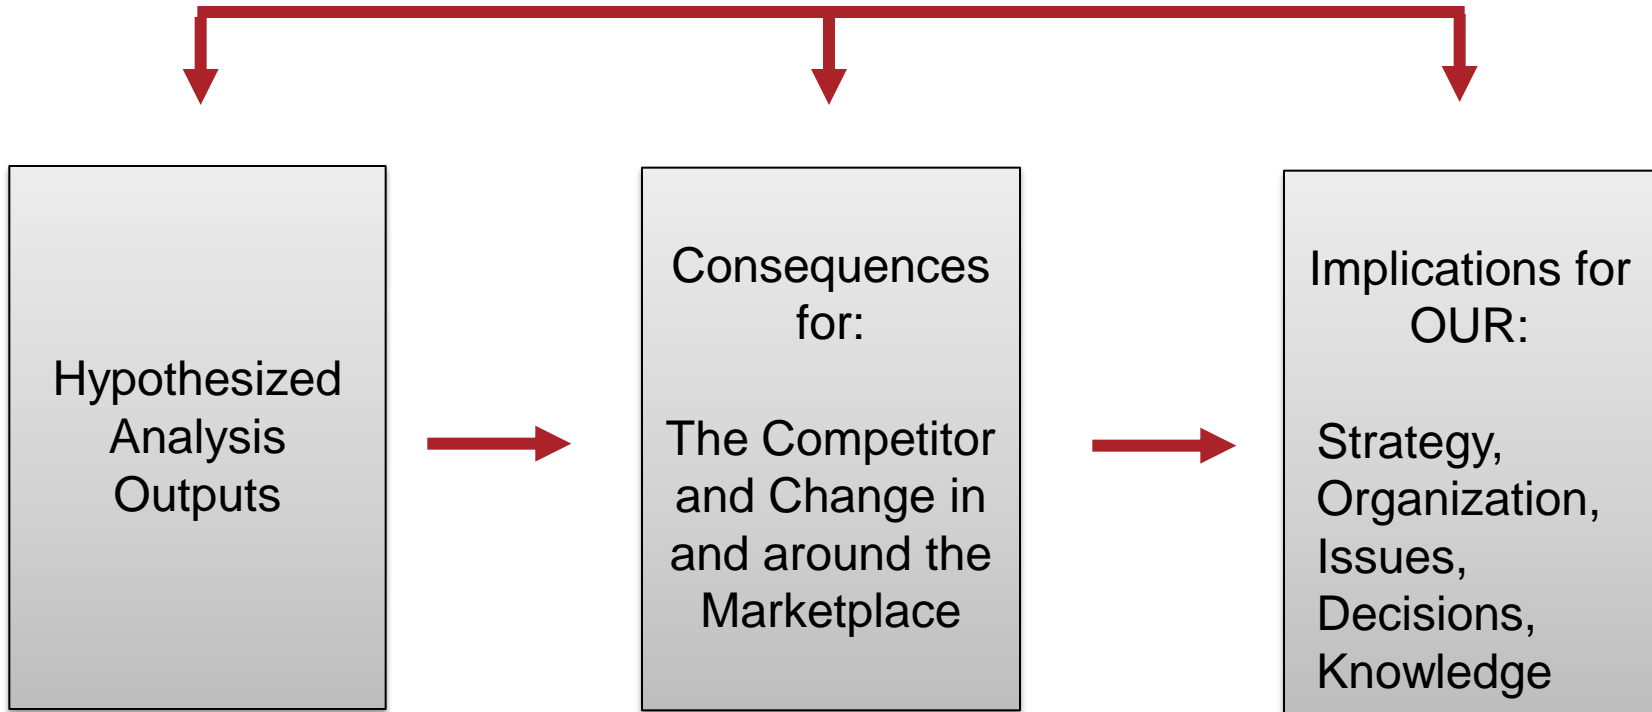 Hypothesized
Analysis
Outputs
Consequences
for:
The Competitor
and Change in
and around the
Marketplace
Implications for
OUR:
Strategy,
Organization,
Issues,
Decisions,
Knowledge